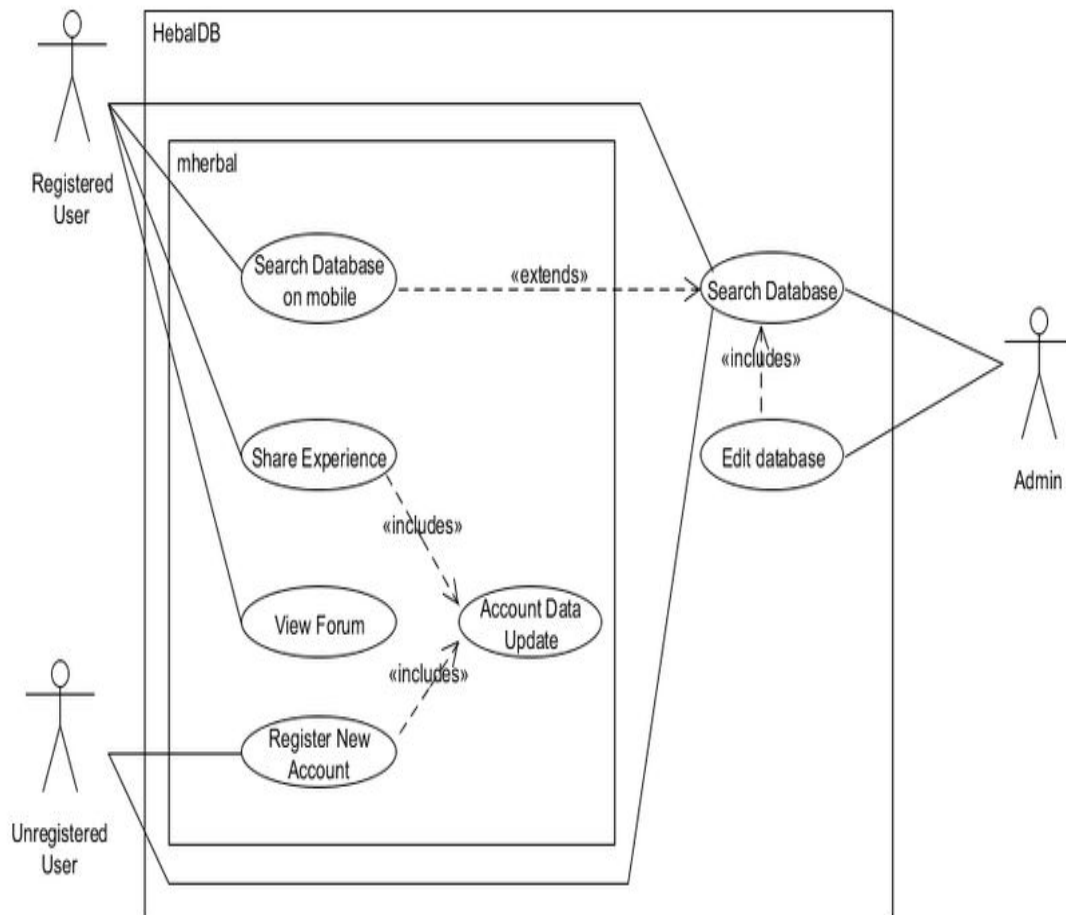 HebalDB
Registered
User
mherbal
Search Database
on mobile
«extends»
Search Database
«includes»
Share Experience
Edit database
Admin
«includes»
View Forum
Account Data
Update
«includes»
Register New
Account
Unregistered
User